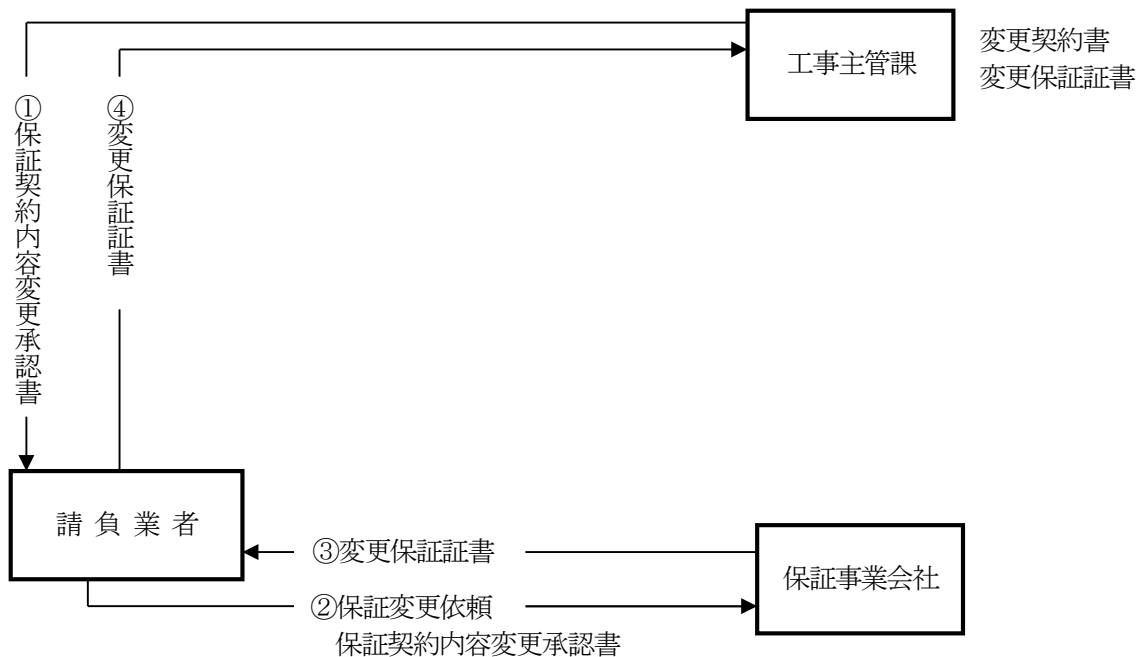 工事主管課
変更契約書
変更保証証書
①保証契約内容変更承認書
④変更保証証書
請負業者
③変更保証証書
保証事業会社
②保証変更依頼
保証契約内容変更承認書